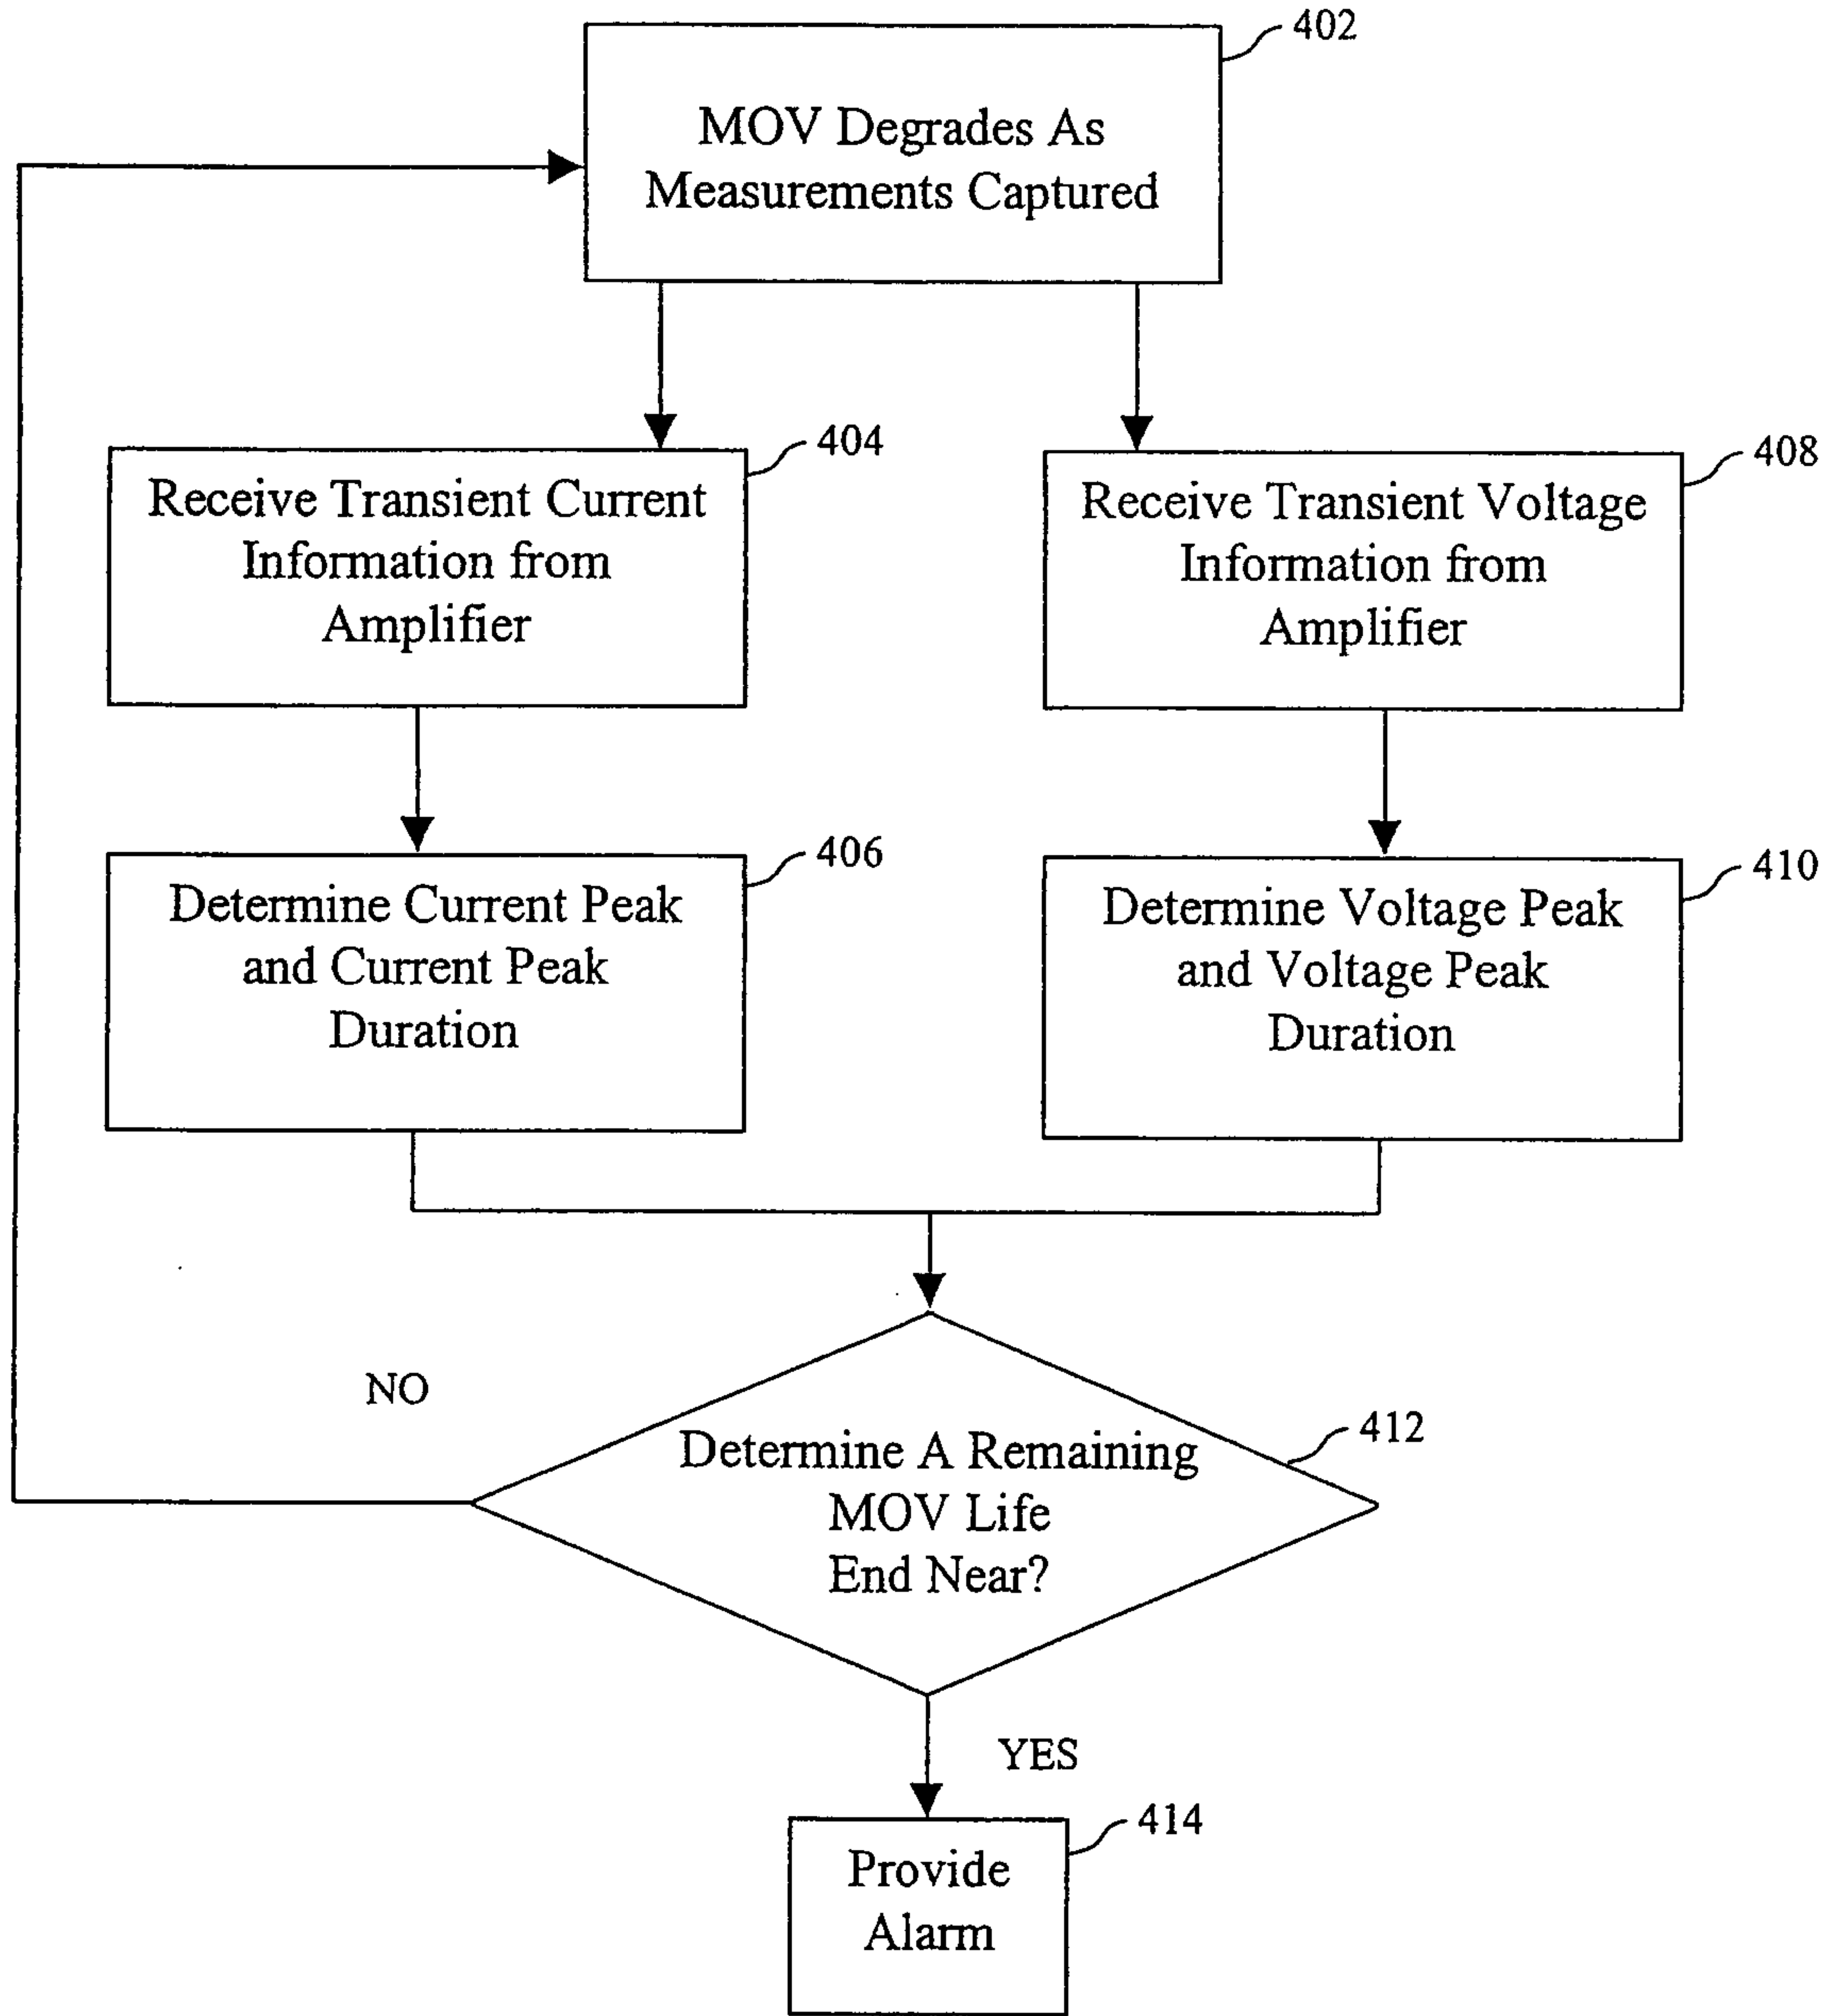 402
MOV Degrades As
Measurements Captured
404
Receive Transient Current
Information from
Amplifier
408
Receive Transient Voltage
Information from
Amplifier
406
Determine Current Peak
and Current Peak
Duration
410
Determine Voltage Peak
and Voltage Peak
Duration
NO
412
Determine A Remaining
MOV Life
End Near?
YES
414
Provide
Alarm